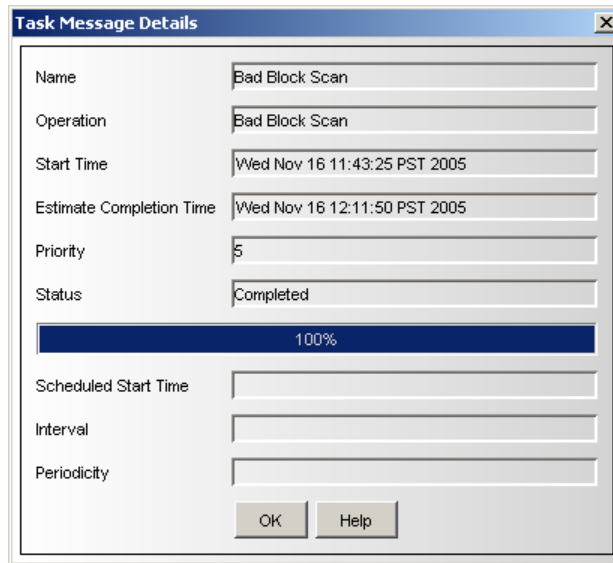 Task Message Details
Name Bad Block Scan
Operation Bad Block Scan
Start Time Wed Nov 16 11:43:25 PST 2005
Estimate Completion Time Wed Nov 16 12:11:50 PST 2005
Priority 5
Status Completed
100%
Scheduled Start Time
Interval
Periodicity
OK Help